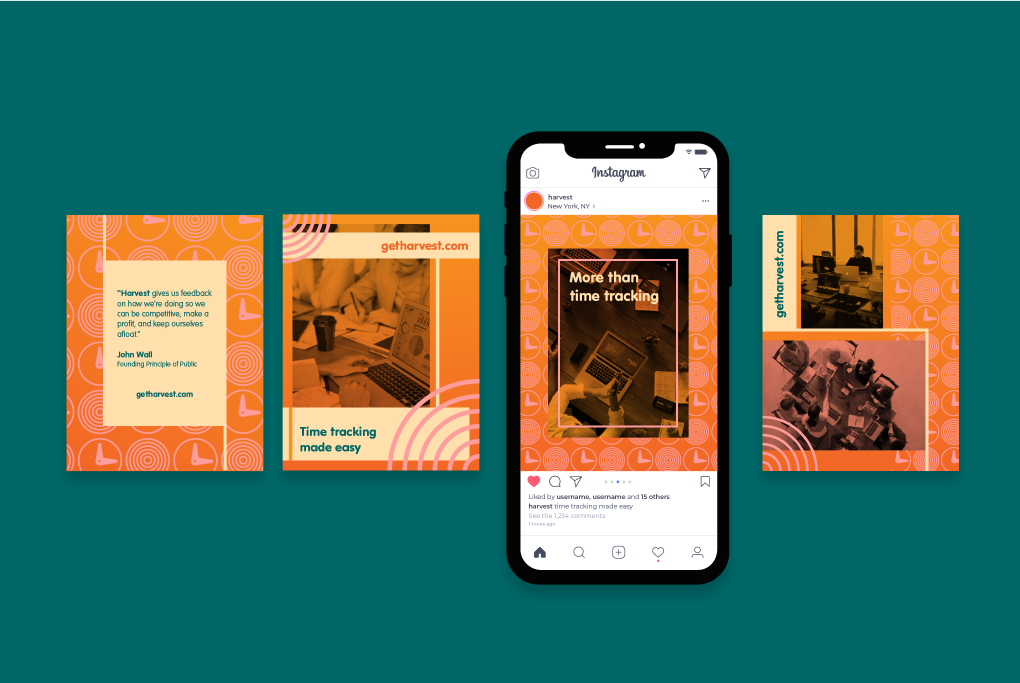 "Harvest gives us feedback
on how we're doing so we
can be competitive, make a
profit, and keep ourselves
afloat"
John Wall
Founding Principle of Public
getharvest.com
getharvest.com
Time tracking
made easy
Instagram
harvest
New York, NY >
More than
time tracking
Liked by username, username and 15 others
harvest time tracking made easy
See the 1,234 comments
1 hours ago
getharvest.com